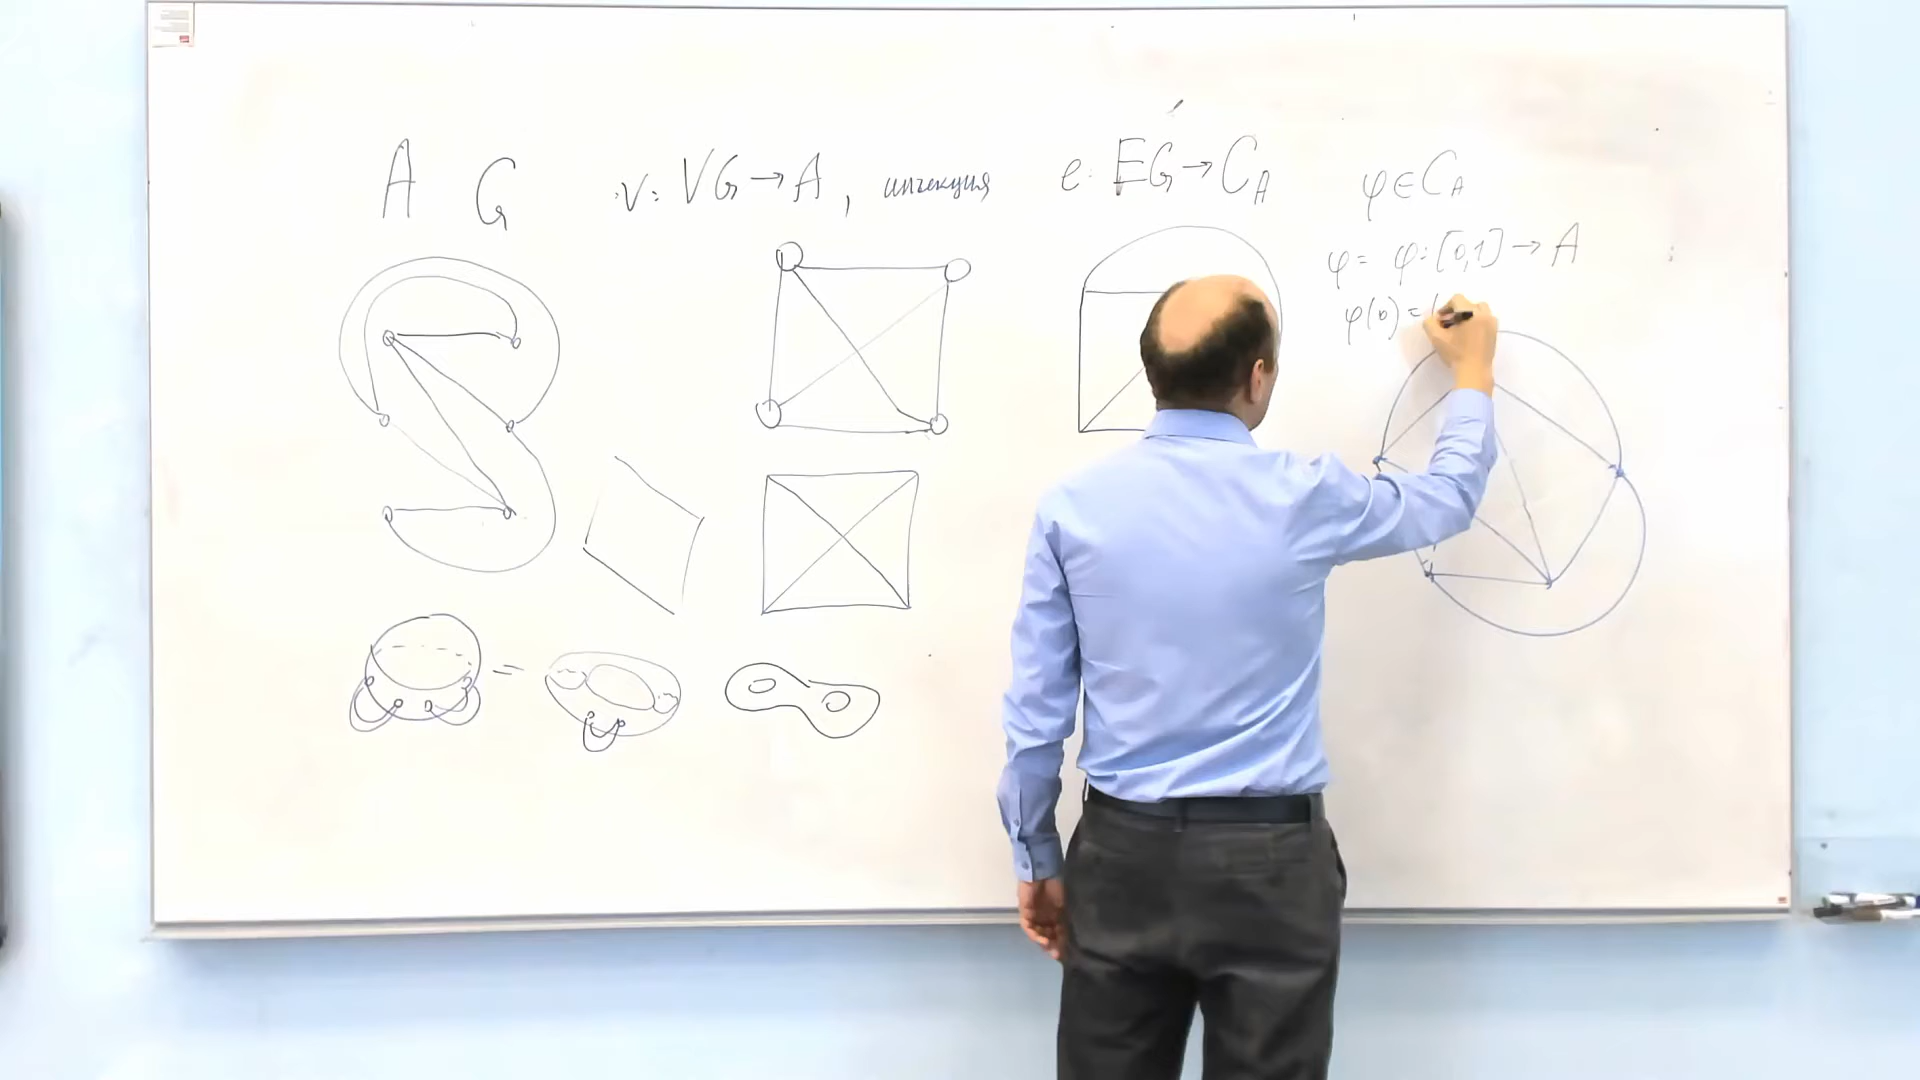 A G v: VG → A, инъекция e: EG → C_A φ ∈ C_A
φ = φ: [0,1] → A
φ(0) = (
=